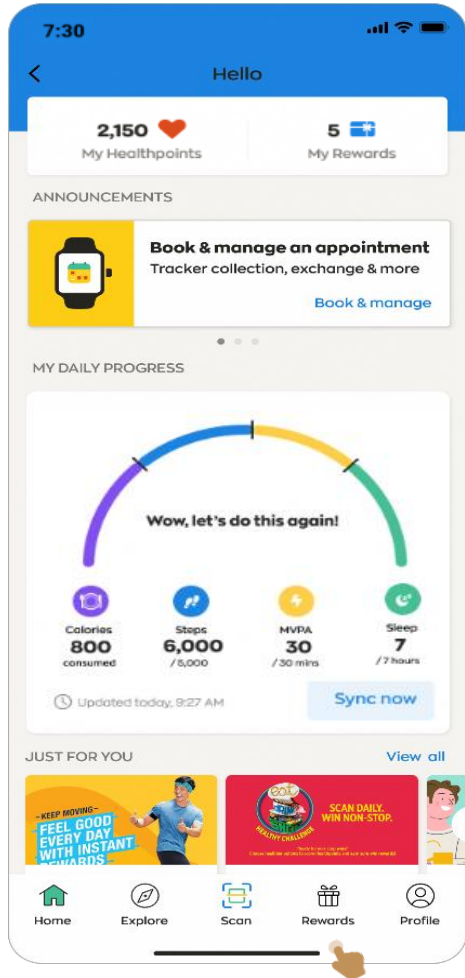 7:30
Hello
2,150
5
My Healthpoints
My Rewards
ANNOUNCEMENTS
Book & manage an appointment
Tracker collection, exchange & more
Book & manage
MY DAILY PROGRESS
Wow, let's do this again!
Calories
Steps
MVPA
Sleep
800
6,000
30
7
consumed
/5,000
/30 mins
/7 hours
Updated today, 9:27 AM
Sync now
JUST FOR YOU
View all
-KEEP MOVING-
FEEL GOOD
EVERY DAY
WITH INSTANT
REWARDS
eat
HEALTHY CHALLENGE
SCAN DAILY.
WIN NON-STOP.
Home
Explore
Scan
Rewards
Profile